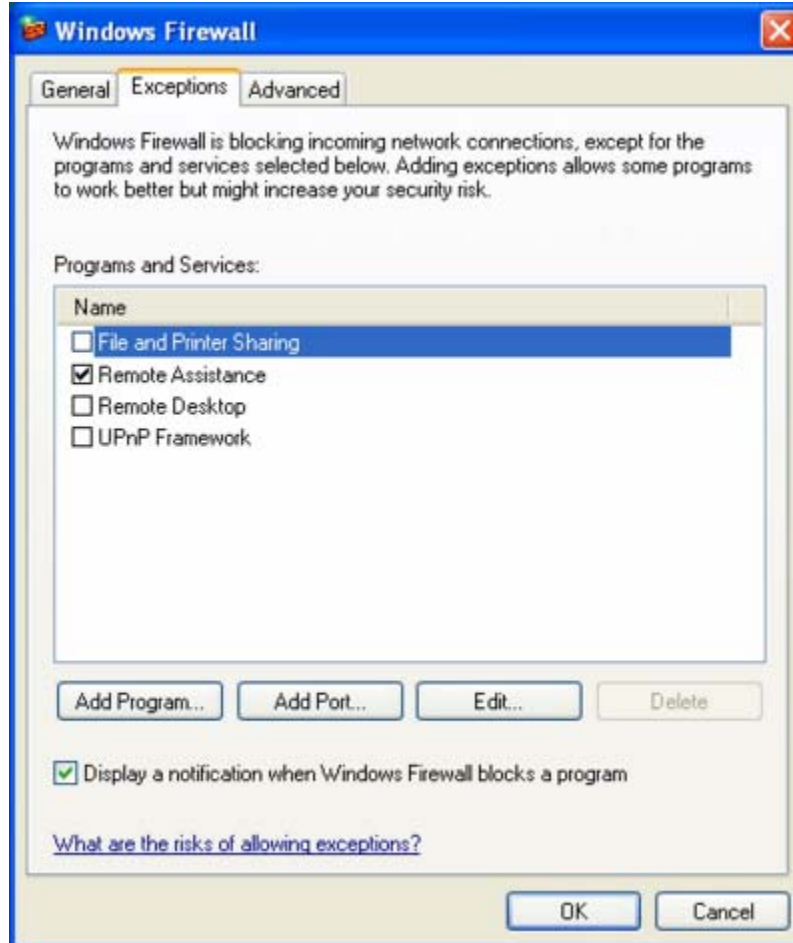 Windows Firewall
General Exceptions Advanced
Windows Firewall is blocking incoming network connections, except for the
programs and services selected below. Adding exceptions allows some programs
to work better but might increase your security risk.
Programs and Services:
Name
File and Printer Sharing
Remote Assistance
Remote Desktop
UPnP Framework
Add Program... Add Port... Edit... Delete
Display a notification when Windows Firewall blocks a program
What are the risks of allowing exceptions?
OK Cancel